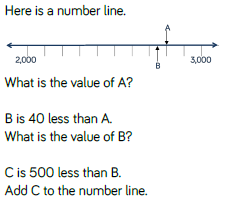 Here is a number line.
A
2,000
3,000
B
What is the value of A?
B is 40 less than A.
What is the value of B?
C is 500 less than B.
Add C to the number line.